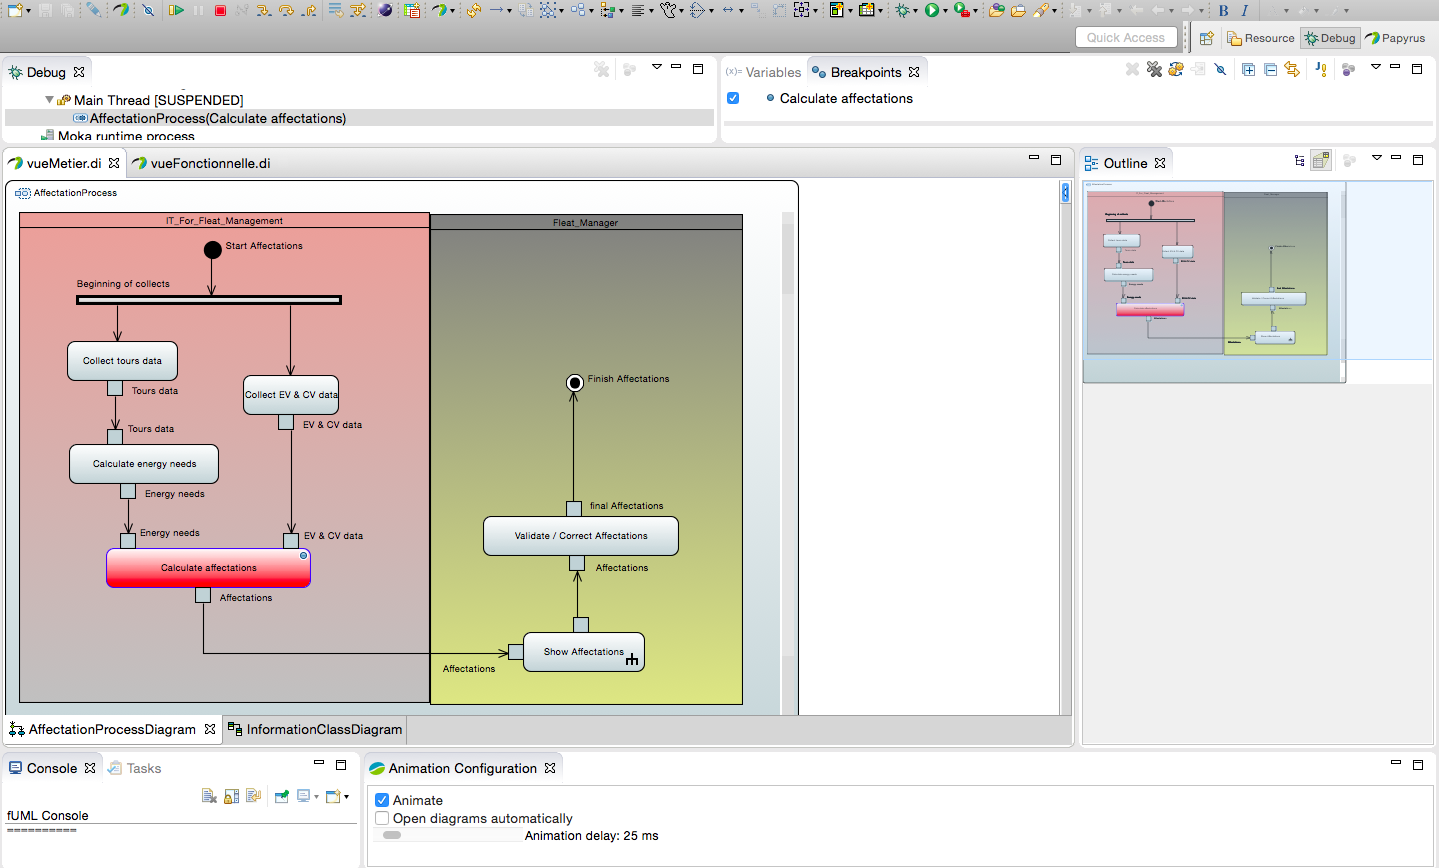 B I
Quick Access
Resource
Debug
Papyrus
Debug
Main Thread [SUSPENDED]
AffectationProcess(Calculate affectations)
Moka runtime process
(x)= Variables
Breakpoints
Calculate affectations
vueMetier.di
vueFonctionnelle.di
AffectationProcess
IT_For_Fleat_Management
Fleat_Manager
Start Affectations
Beginning of collects
Collect tours data
Tours data
Collect EV & CV data
EV & CV data
Tours data
Calculate energy needs
Energy needs
Energy needs
EV & CV data
Calculate affectations
Affectations
Finish Affectations
final Affectations
Validate / Correct Affectations
Affectations
Show Affectations
Affectations
AffectationProcessDiagram
InformationClassDiagram
Outline
Console
Tasks
fUML Console
==========
Animation Configuration
Animate
Open diagrams automatically
Animation delay: 25 ms